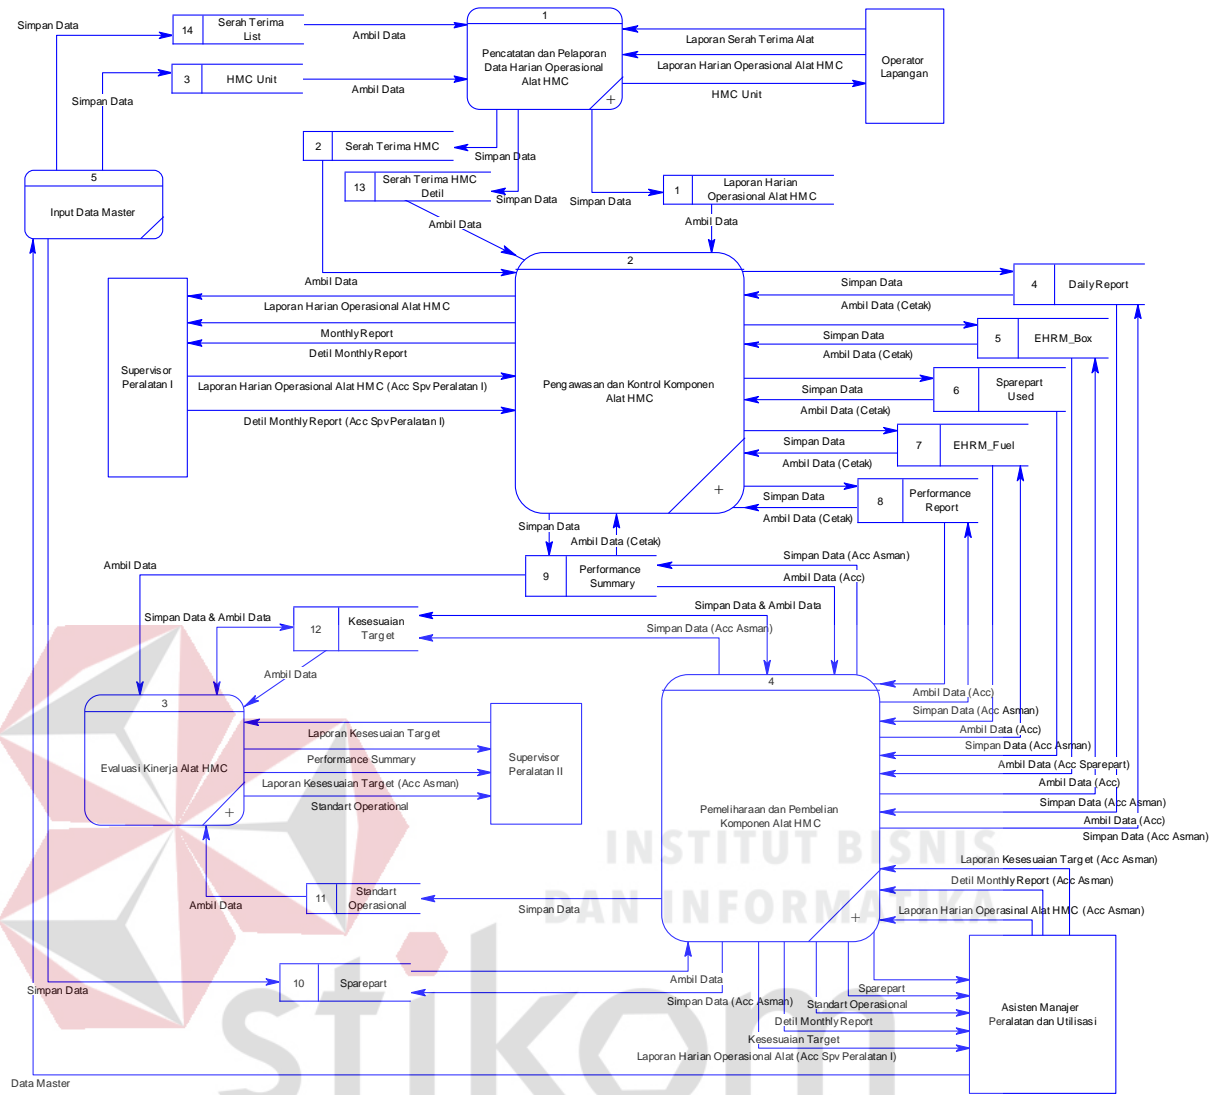 Simpan Data
14
Serah Terima
List
Ambil Data
1
Pencatatan dan Pelaporan
Data Harian Operasional
Alat HMC
+
Laporan Serah Terima Alat
Laporan Harian Operasional Alat HMC
HMC Unit
Operator
Lapangan
3
HMC Unit
Ambil Data
Simpan Data
2
Serah Terima HMC
Simpan Data
13
Serah Terima HMC
Detil
Simpan Data
Simpan Data
1
Laporan Harian
Operasional Alat HMC
5
Input Data Master
Ambil Data
Ambil Data
Ambil Data
2
Pengawasan dan Kontrol Komponen
Alat HMC
+
Supervisor
Peralatan I
Laporan Harian Operasional Alat HMC
Monthly Report
Detil Monthly Report
Laporan Harian Operasional Alat HMC (Acc Spv Peralatan I)
Detil Monthly Report (Acc Spv Peralatan I)
Simpan Data
Ambil Data (Cetak)
4
Daily Report
Simpan Data
Ambil Data (Cetak)
5
EHRM_Box
Simpan Data
Ambil Data (Cetak)
6
Sparepart
Used
Simpan Data
Ambil Data (Cetak)
7
EHRM_Fuel
Simpan Data
Ambil Data (Cetak)
8
Performance
Report
Simpan Data
Ambil Data (Cetak)
9
Performance
Summary
Ambil Data
Simpan Data (Acc Asman)
Ambil Data (Acc)
Simpan Data & Ambil Data
12
Kesesuaian
Target
Simpan Data & Ambil Data
Simpan Data (Acc Asman)
Ambil Data
3
Evaluasi Kinerja Alat HMC
+
Laporan Kesesuaian Target
Performance Summary
Laporan Kesesuaian Target (Acc Asman)
Standart Operational
Supervisor
Peralatan II
4
Pemeliharaan dan Pembelian
Komponen Alat HMC
+
Ambil Data (Acc)
Simpan Data (Acc Asman)
Ambil Data (Acc)
Simpan Data (Acc Asman)
Ambil Data (Acc Sparepart)
Ambil Data (Acc)
Simpan Data (Acc Asman)
Ambil Data (Acc)
Simpan Data (Acc Asman)
INSTITUT BISNIS
DAN INFORMATIKA
stikom
Laporan Kesesuaian Target (Acc Asman)
Detil Monthly Report (Acc Asman)
Laporan Harian Operasinal Alat HMC (Acc Asman)
11
Standart
Operasional
Ambil Data
Simpan Data
10
Sparepart
Simpan Data
Ambil Data
Simpan Data (Acc Asman)
Sparepart
Standart Operasional
Detil Monthly Report
Kesesuaian Target
Laporan Harian Operasional Alat (Acc Spv Peralatan I)
Asisten Manajer
Peralatan dan Utilisasi
Data Master